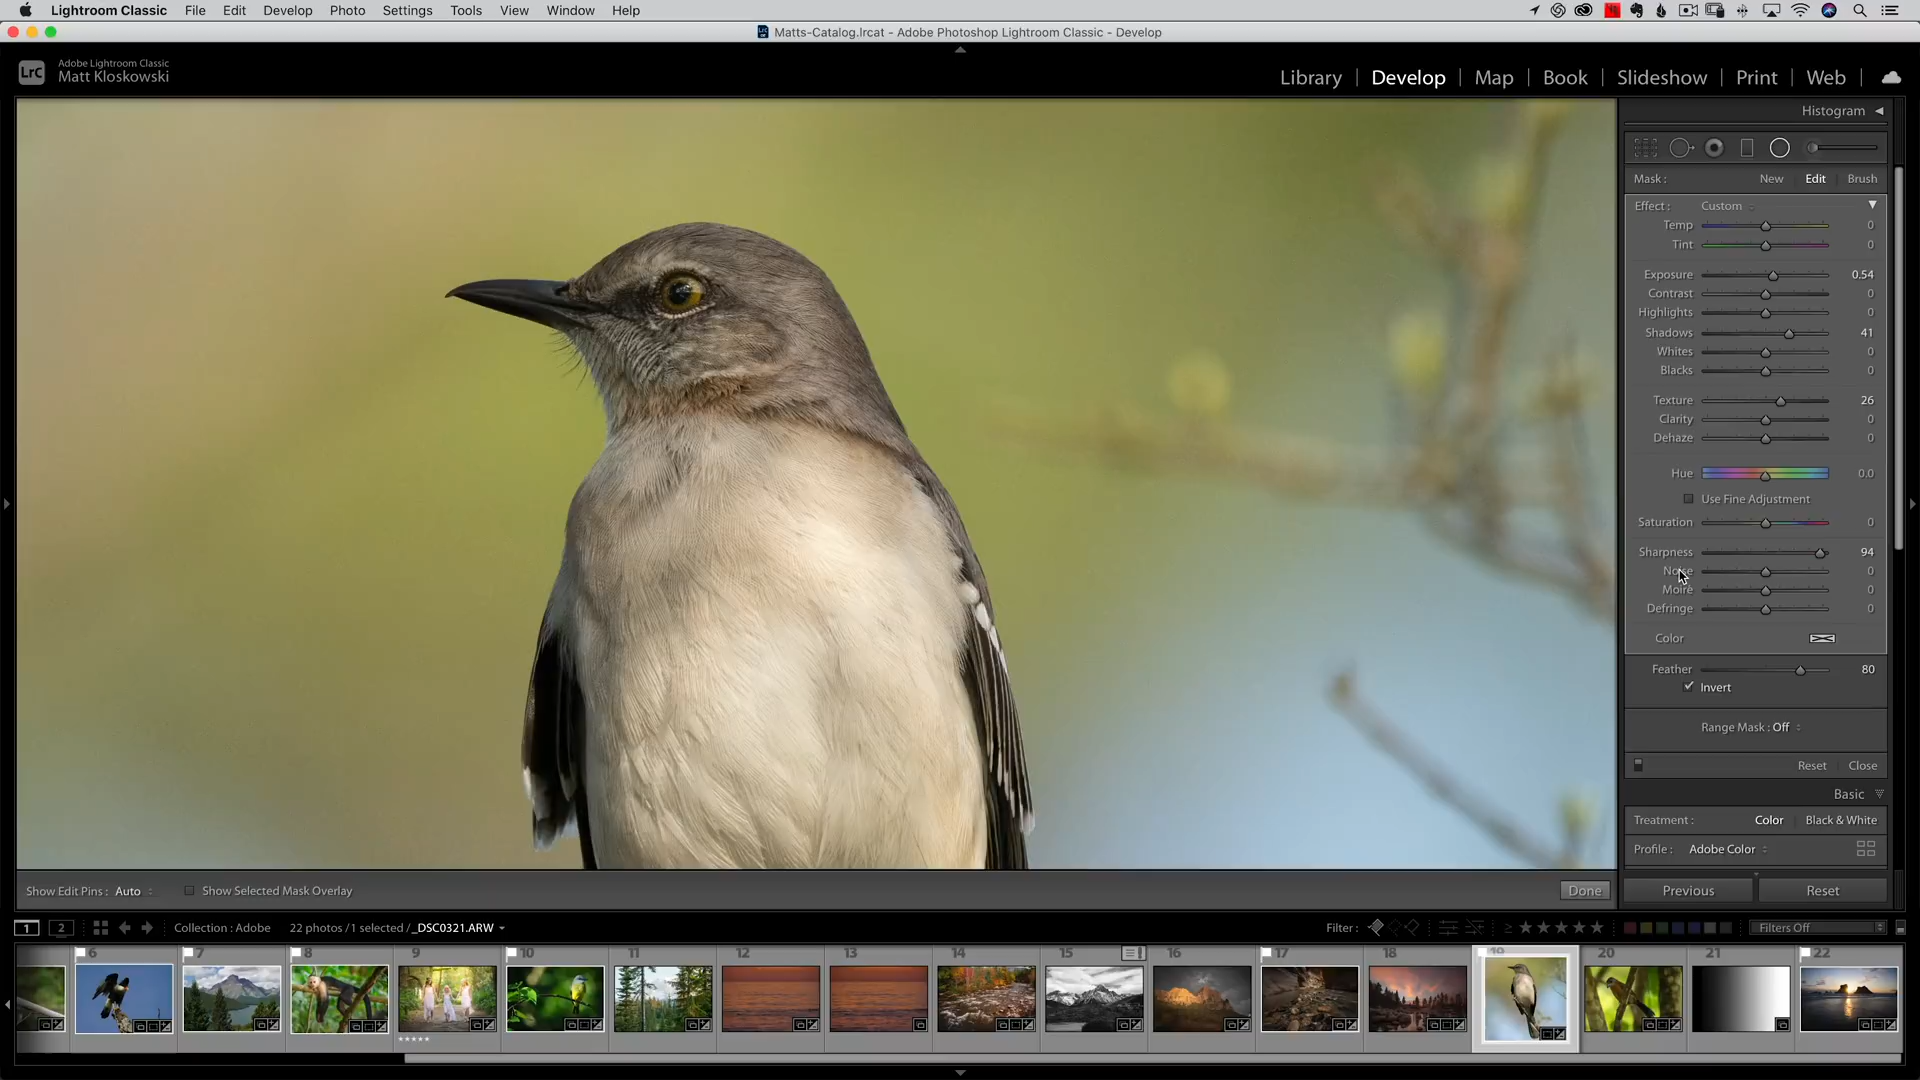 Lightroom Classic File Edit Develop Photo Settings Tools View Window Help
Matts-Catalog.lrcat - Adobe Photoshop Lightroom Classic - Develop
LrC
Adobe Lightroom Classic
Matt Kloskowski
Library | Develop | Map | Book | Slideshow | Print | Web
Histogram
Mask : New Edit Brush
Effect : Custom
Temp 0
Tint 0
Exposure 0.54
Contrast 0
Highlights 0
Shadows 41
Whites 0
Blacks 0
Texture 26
Clarity 0
Dehaze 0
Hue 0.0
Use Fine Adjustment
Saturation 0
Sharpness 94
Noise 0
Moiré 0
Defringe 0
Color
Feather 80
Invert
Range Mask : Off
Reset Close
Basic
Treatment : Color Black & White
Profile : Adobe Color
Show Edit Pins : Auto Show Selected Mask Overlay Done
Previous Reset
1 2 Collection : Adobe 22 photos / 1 selected / _DSC0321.ARW Filter : Filters Off
6 7 8 9 10 11 12 13 14 15 16 17 18 19 20 21 22